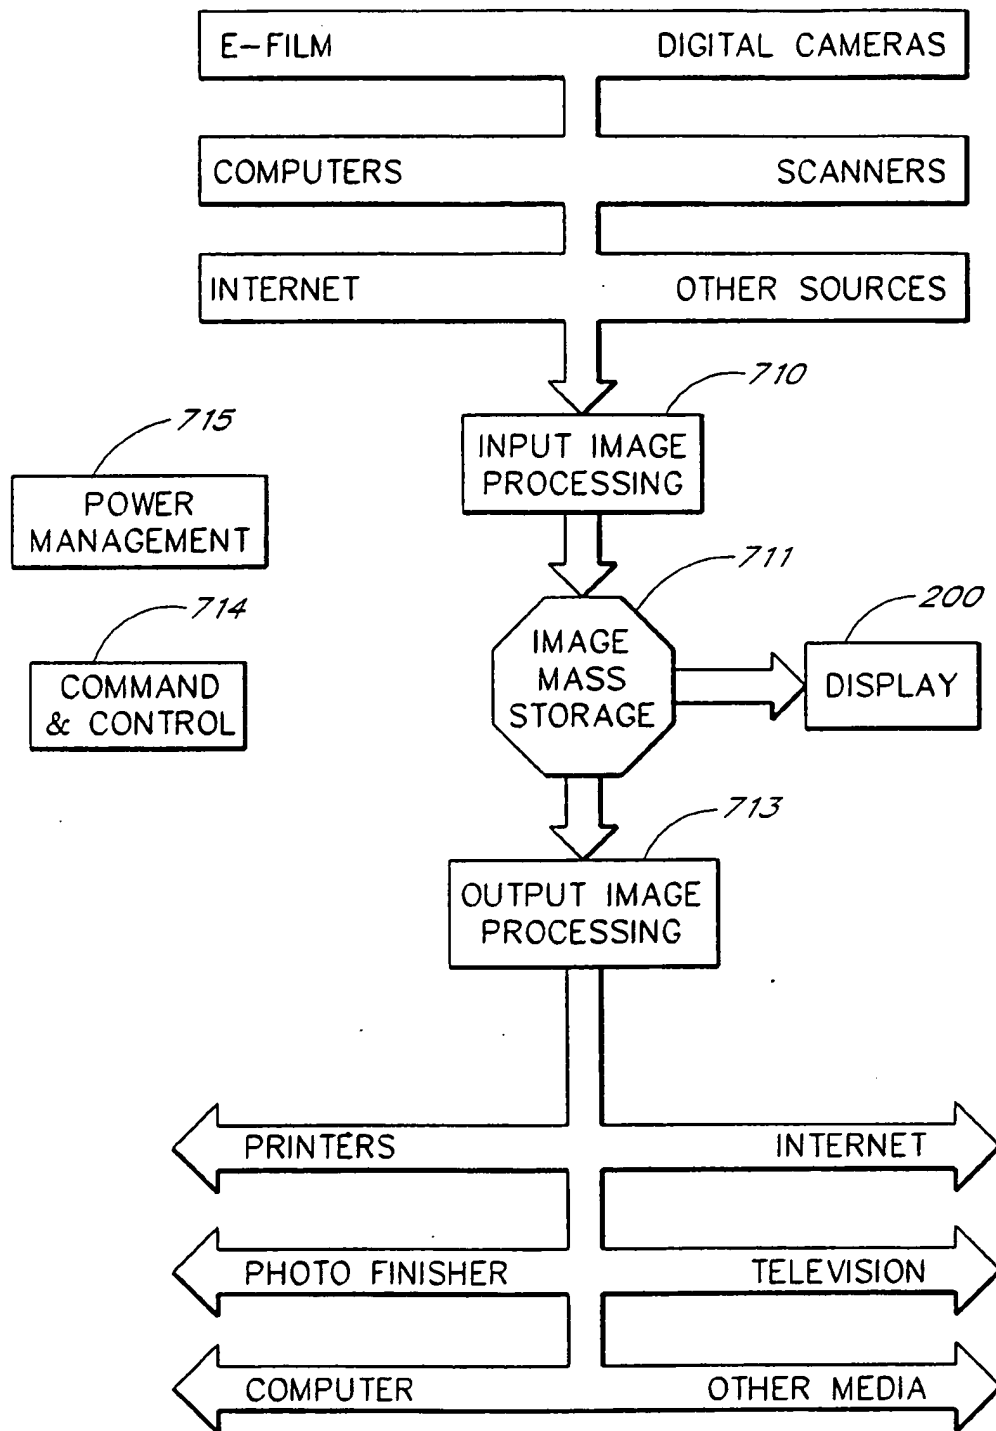 E-FILM DIGITAL CAMERAS
COMPUTERS SCANNERS
INTERNET OTHER SOURCES
710
INPUT IMAGE
PROCESSING
715
POWER
MANAGEMENT
711
IMAGE
MASS
STORAGE
200
DISPLAY
714
COMMAND
& CONTROL
713
OUTPUT IMAGE
PROCESSING
PRINTERS INTERNET
PHOTO FINISHER TELEVISION
COMPUTER OTHER MEDIA